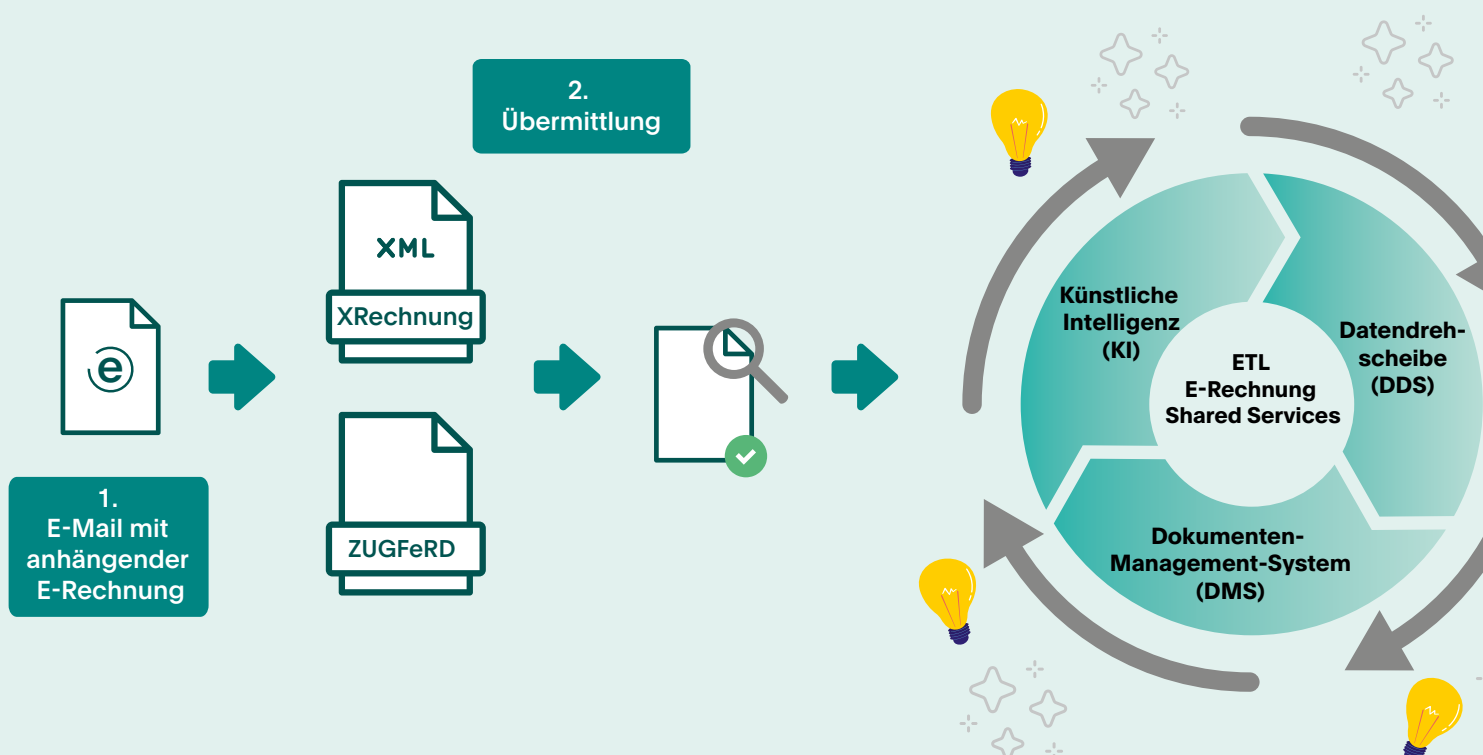 2.
Übermittlung
XML
XRechnung
ZUGFeRD
e
1.
E-Mail mit
anhängender
E-Rechnung
Künstliche
Intelligenz
(KI)
Datendreh-
scheibe
(DDS)
ETL
E-Rechnung
Shared Services
Dokumenten-
Management-System
(DMS)